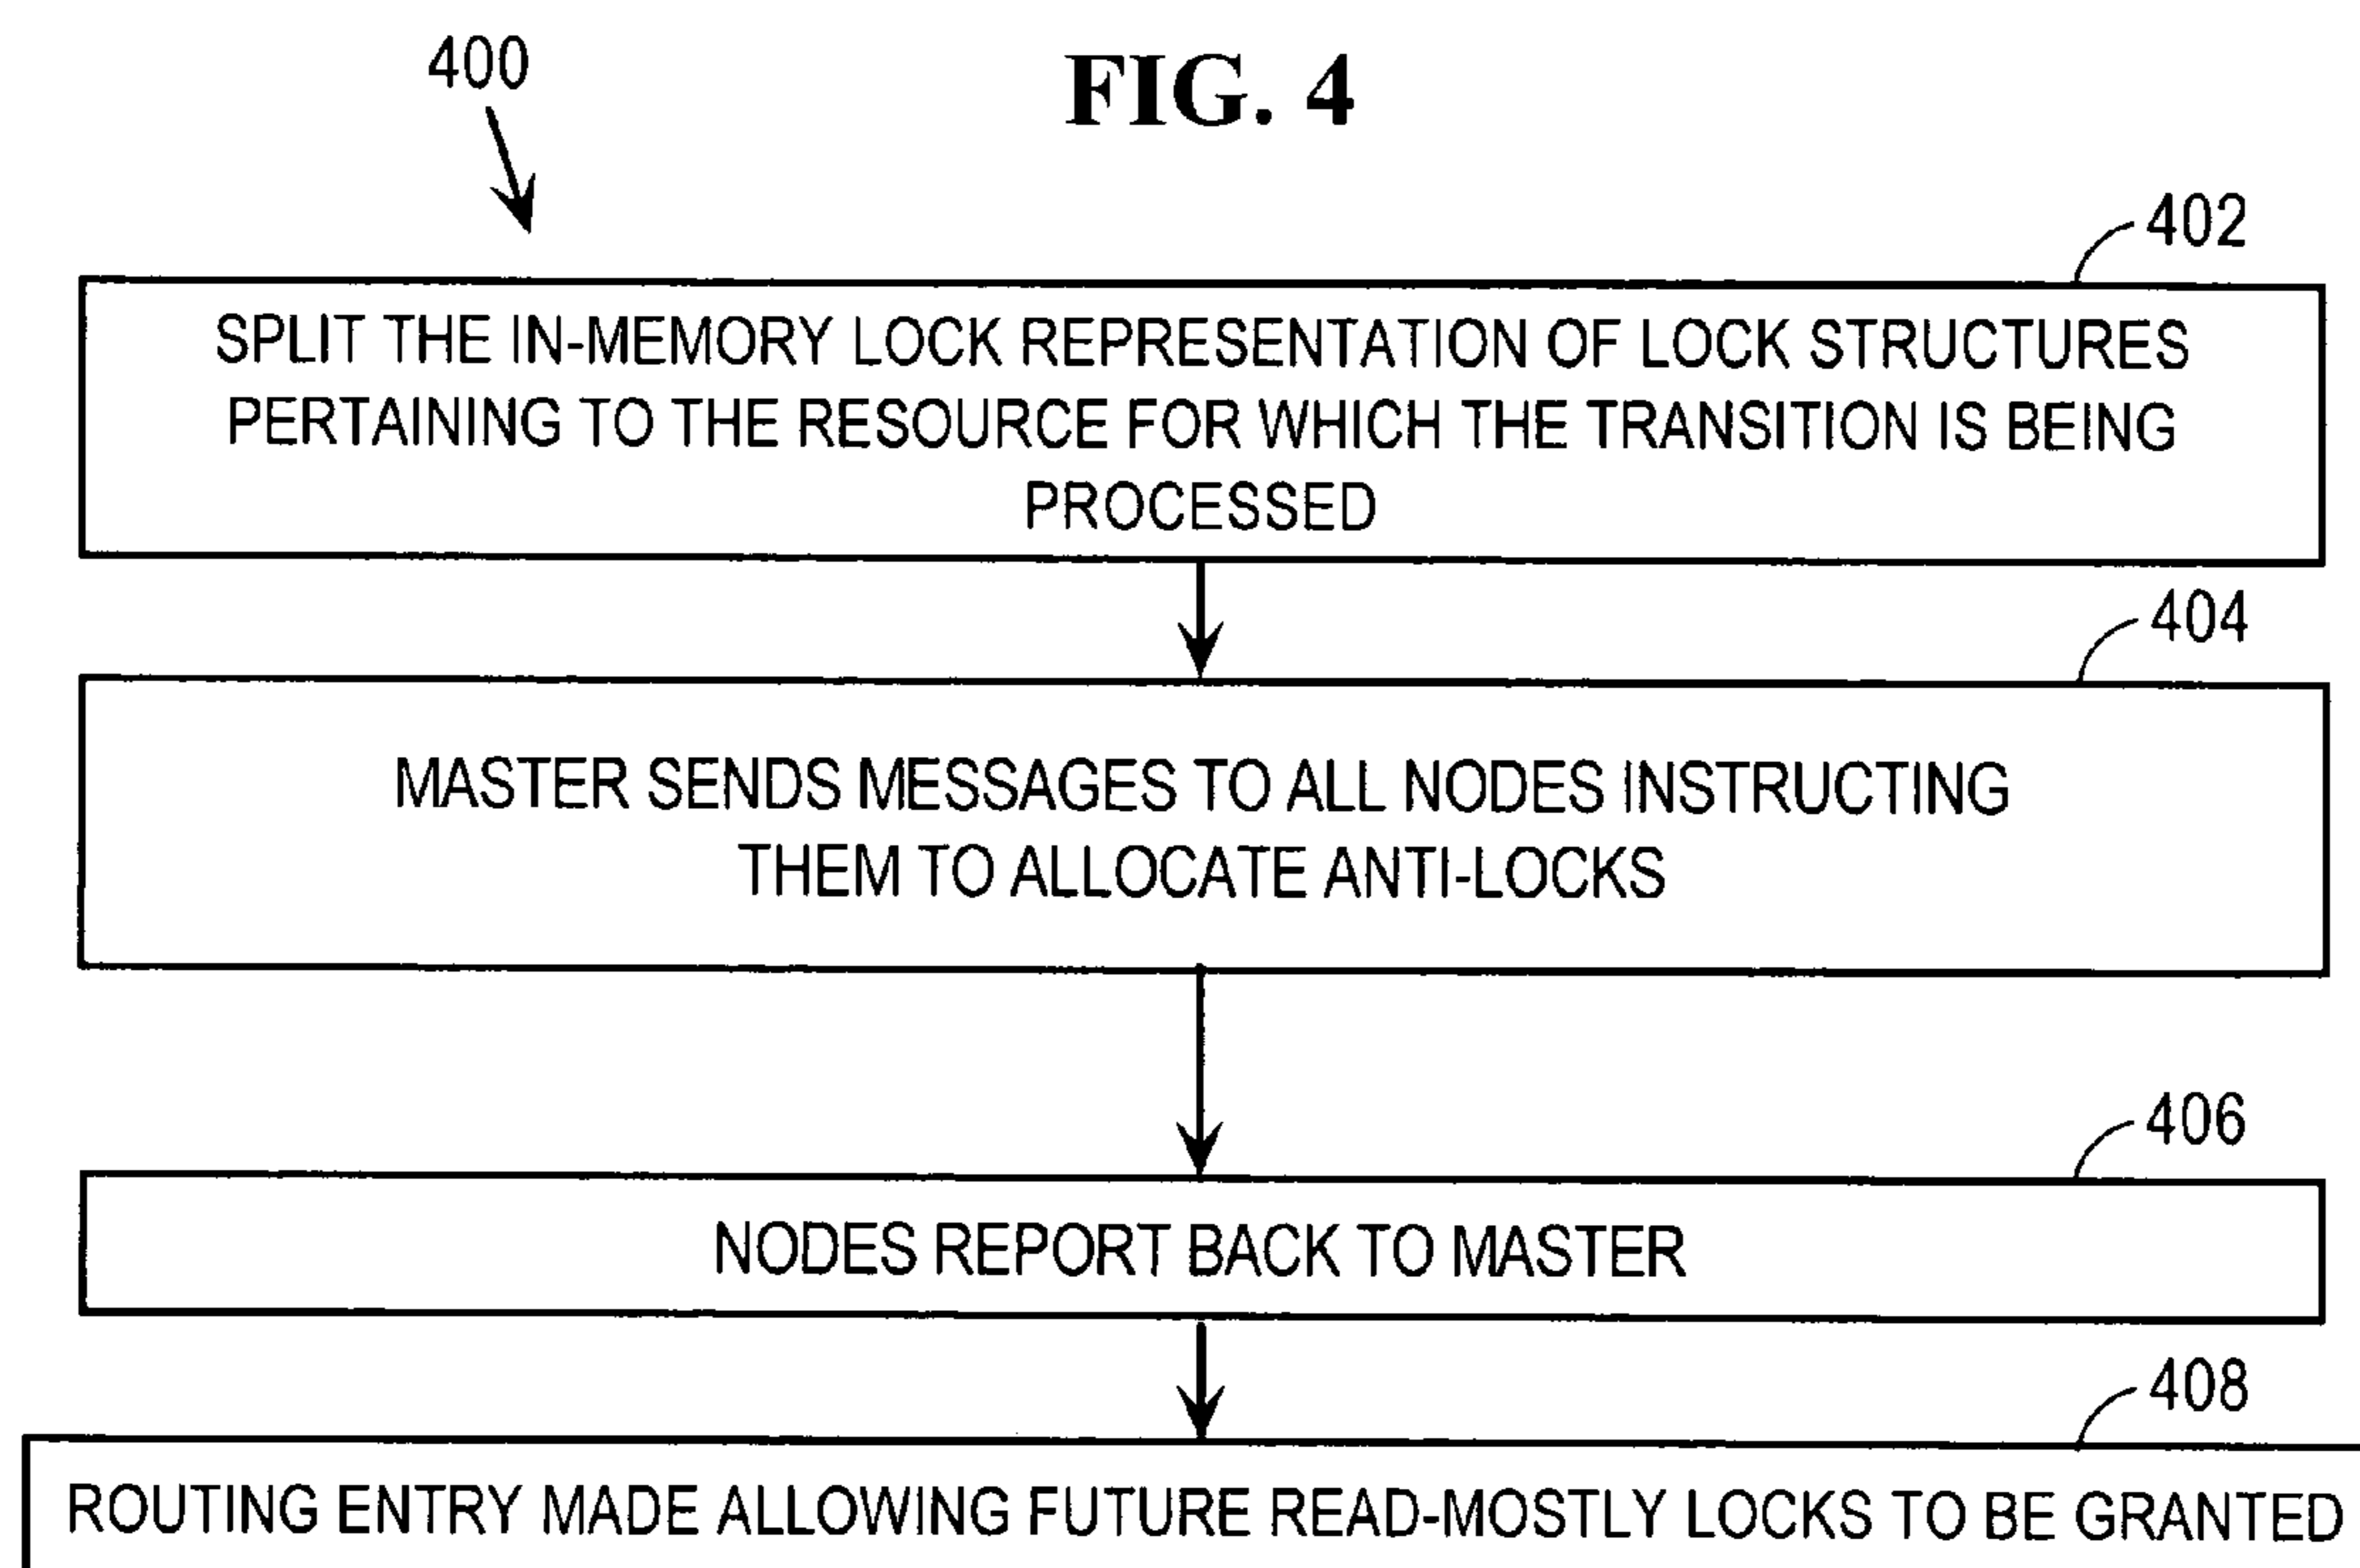 400
FIG. 4
402
SPLIT THE IN-MEMORY LOCK REPRESENTATION OF LOCK STRUCTURES
PERTAINING TO THE RESOURCE FOR WHICH THE TRANSITION IS BEING
PROCESSED
404
MASTER SENDS MESSAGES TO ALL NODES INSTRUCTING
THEM TO ALLOCATE ANTI-LOCKS
406
NODES REPORT BACK TO MASTER
408
ROUTING ENTRY MADE ALLOWING FUTURE READ-MOSTLY LOCKS TO BE GRANTED